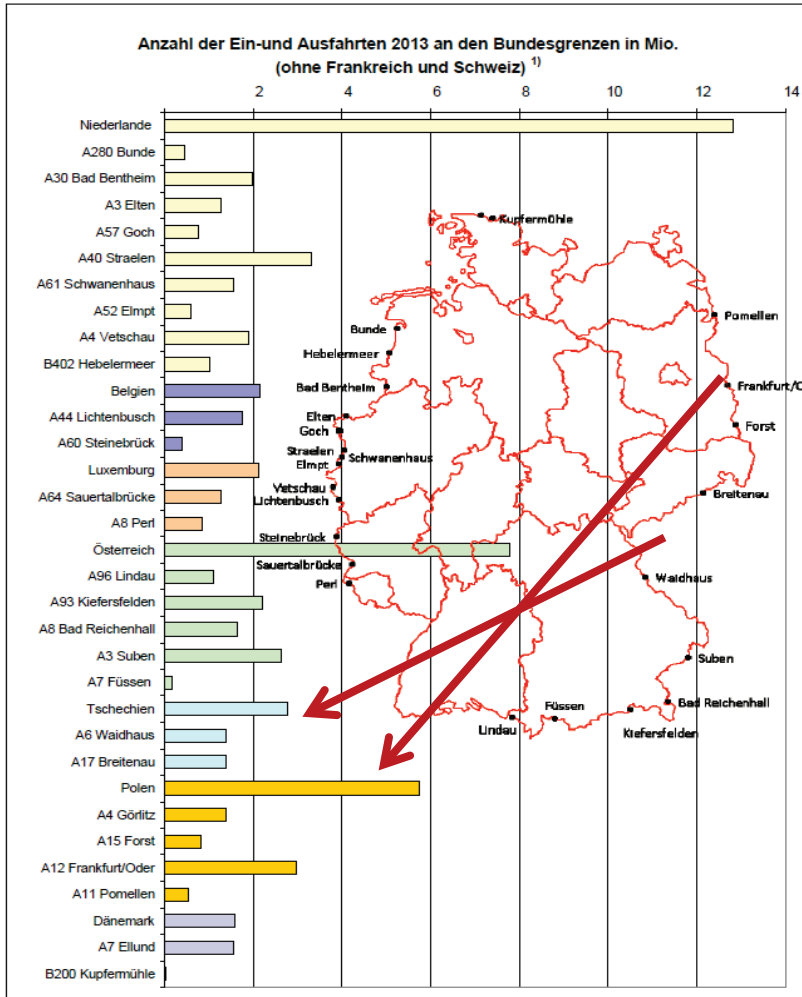 Anzahl der Ein-und Ausfahrten 2013 an den Bundesgrenzen in Mio.
(ohne Frankreich und Schweiz) 1)
2 4 6 8 10 12 14
Niederlande
A280 Bunde
A30 Bad Bentheim
A3 Elten
A57 Goch
A40 Straelen
A61 Schwanenhaus
A52 Elmpt
A4 Vetschau
B402 Hebelermeer
Belgien
A44 Lichtenbusch
A60 Steinebrück
Luxemburg
A64 Sauertalbrücke
A8 Perl
Österreich
A96 Lindau
A93 Kiefersfelden
A8 Bad Reichenhall
A3 Suben
A7 Füssen
Tschechien
A6 Waidhaus
A17 Breitenau
Polen
A4 Görlitz
A15 Forst
A12 Frankfurt/Oder
A11 Pomellen
Dänemark
A7 Ellund
B200 Kupfermühle
Kupfermühle
Pomellen
Bunde
Hebelermeer
Bad Bentheim
Frankfurt/O
Elten
Goch
Forst
Straelen
Schwanenhaus
Elmpt
Vetschau
Lichtenbusch
Breitenau
Steinebrück
Sauertalbrücke
Waidhaus
Perl
Suben
Bad Reichenhall
Füssen
Lindau
Kiefersfelden